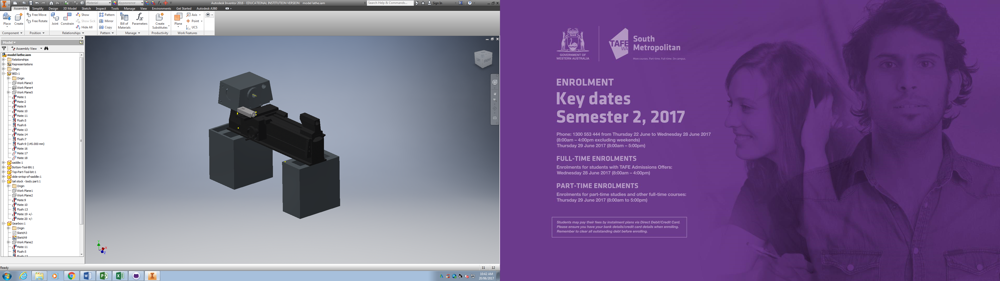 Material
Appearance
Autodesk Inventor 2016 - EDUCATIONAL INSTITUTION VERSION   model lathe.iam
Search Help & Commands...
Sign In
Assemble
Simplify
Design
3D Model
Sketch
Inspect
Tools
Manage
View
Environments
Get Started
Autodesk A360
Place
Create
Free Move
Free Rotate
Joint
Constrain
Show
Show Sick
Hide All
Pattern
Mirror
Copy
Bill of
Materials
Parameters
Create
Substitutes
Plane
Axis
Point
UCS
Component
Position
Relationships
Pattern
Manage
Productivity
Work Features
Model
Assembly View
model lathe.iam
Relationships
Representations
Origin
BED:1
Origin
Work Plane3
Work Plane4
Work Plane5
Mate:1
Mate:2
Mate:9
Mate:10
Mate:11
Flush:5
Flush:6
Mate:13
Mate:14
Flush:7
Flush:9 (145.000 mm)
Mate:16
Mate:17
Mate:18
saddle:1
Bottom-Tool-Bit:1
Top-Part-Tool-bit:1
slide-ontop-of-saddle:1
tail stock - body part:1
Origin
Work Plane1
Work Plane2
Mate:9
Mate:10
Flush:13
Mate:19 +/-
Mate:20 +/-
Gearbox:1
Origin
Sketch3
Sketch9
Work Plane2
Mate:11
Flush:5
Flush:13
LEFT
FRONT
Y
X
Z
Ready
11
12
10:42 AM
20/06/2017
GOVERNMENT OF
WESTERN AUSTRALIA
TAFE
WA
South
Metropolitan
More courses. Part-time. Full-time. On campus.
ENROLMENT
Key dates
Semester 2, 2017
Phone: 1300 553 444 from Thursday 22 June to Wednesday 28 June 2017
(8:00am – 4:00pm excluding weekends)
Thursday 29 June 2017 (8:00am – 5:00pm)
FULL-TIME ENROLMENTS
Enrolments for students with TAFE Admissions Offers:
Wednesday 28 June 2017 (8:00am – 4:00pm)
PART-TIME ENROLMENTS
Enrolments for part-time studies and other full-time courses:
Thursday 29 June 2017 (8:00am to 5:00pm)
Students may pay their fees by instalment plans via Direct Debit/Credit Card.
Please ensure you have your bank details/credit card details when enrolling.
Remember to clear all outstanding debt before enrolling.